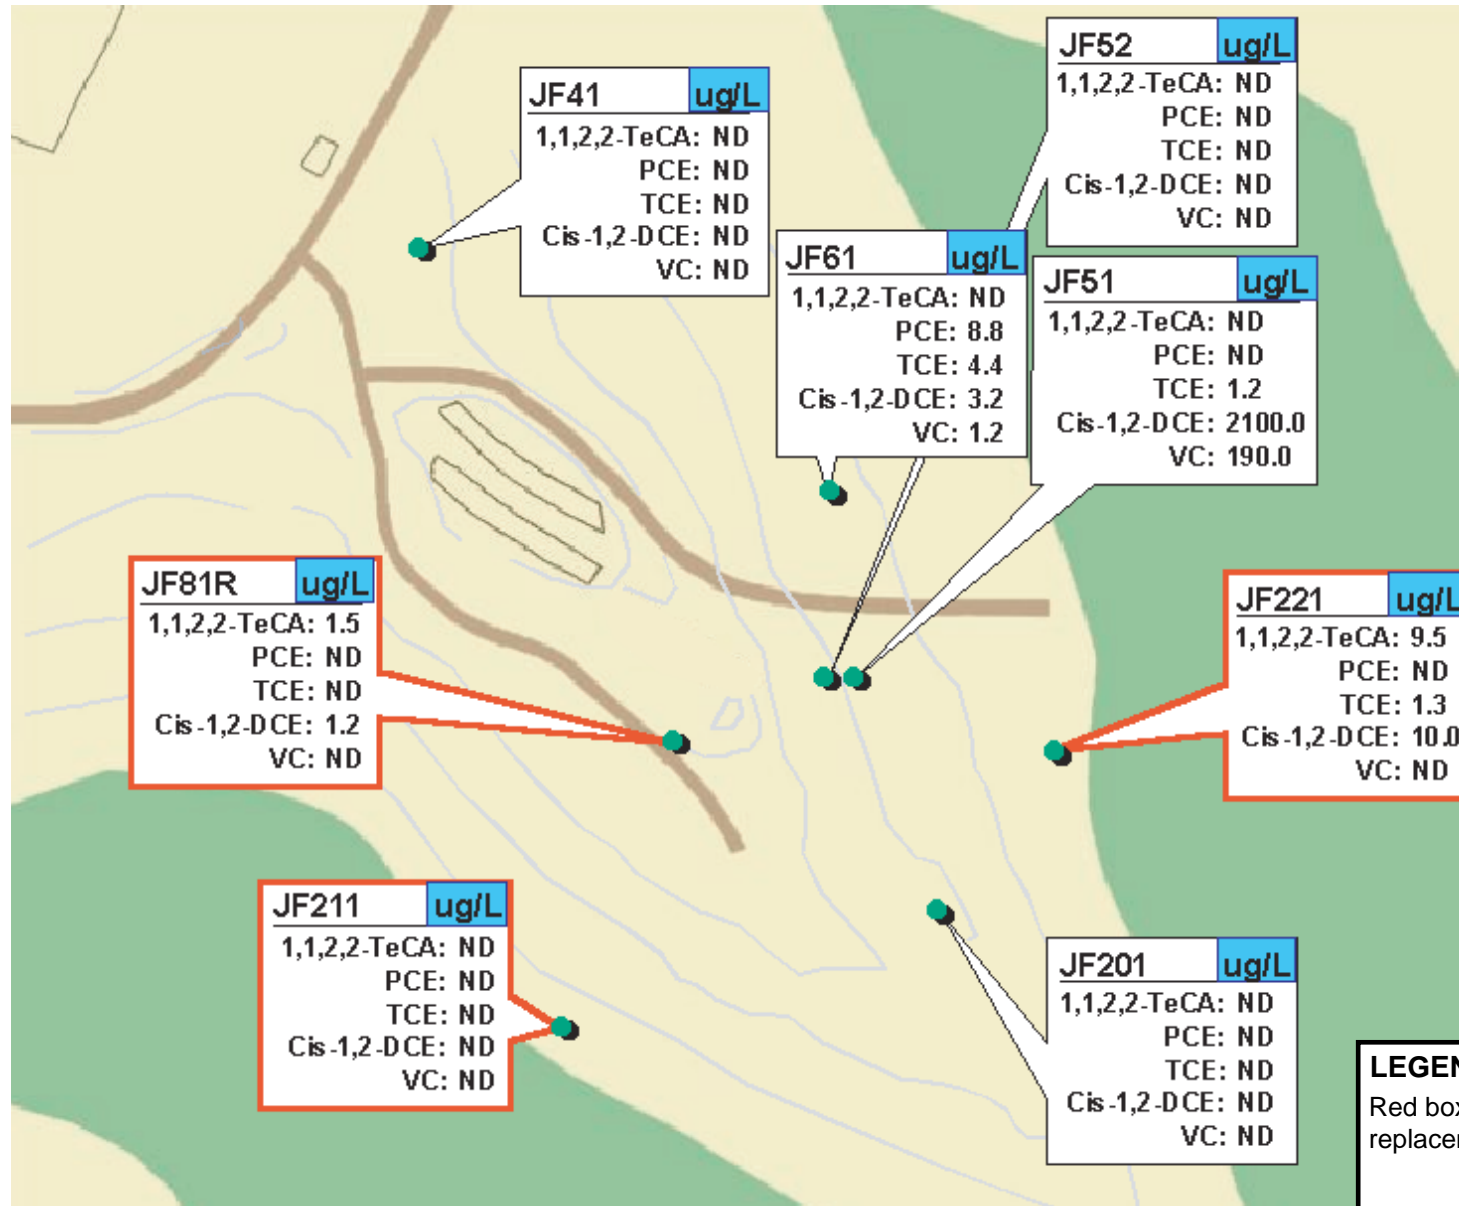 JF52 ug/L
1,1,2,2-TeCA: ND
PCE: ND
TCE: ND
Cis-1,2-DCE: ND
VC: ND
JF41 ug/L
1,1,2,2-TeCA: ND
PCE: ND
TCE: ND
Cis-1,2-DCE: ND
VC: ND
JF61 ug/L
1,1,2,2-TeCA: ND
PCE: 8.8
TCE: 4.4
Cis-1,2-DCE: 3.2
VC: 1.2
JF51 ug/L
1,1,2,2-TeCA: ND
PCE: ND
TCE: 1.2
Cis-1,2-DCE: 2100.0
VC: 190.0
JF81R ug/L
1,1,2,2-TeCA: 1.5
PCE: ND
TCE: ND
Cis-1,2-DCE: 1.2
VC: ND
JF221 ug/L
1,1,2,2-TeCA: 9.5
PCE: ND
TCE: 1.3
Cis-1,2-DCE: 10.0
VC: ND
JF211 ug/L
1,1,2,2-TeCA: ND
PCE: ND
TCE: ND
Cis-1,2-DCE: ND
VC: ND
JF201 ug/L
1,1,2,2-TeCA: ND
PCE: ND
TCE: ND
Cis-1,2-DCE: ND
VC: ND
Red